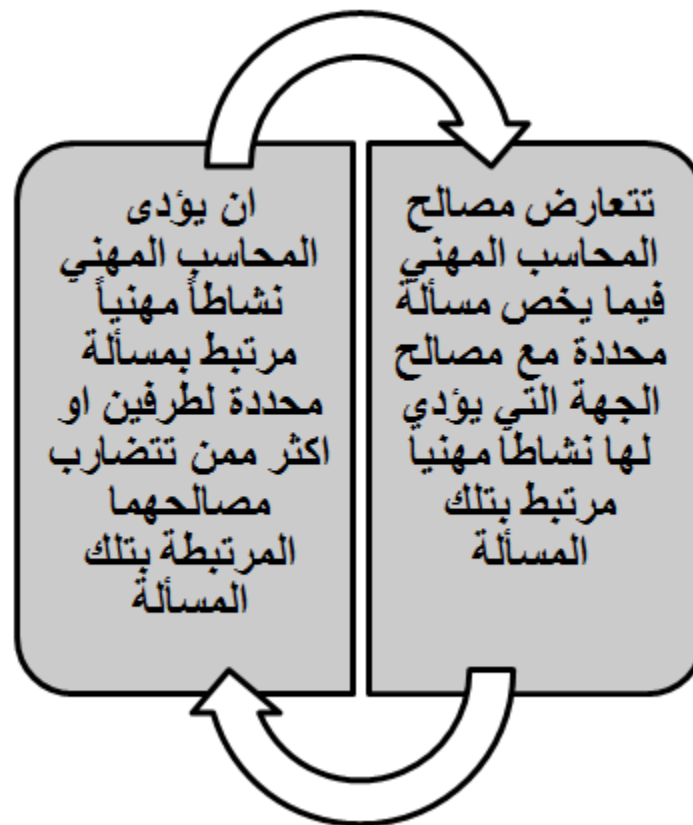 تتعارض مصالح
المحاسب المهني
فيما يخص مسألة
محددة مع مصالح
الجهة التي يؤدي
لها نشاطاً مهنياً
مرتبط بتلك
المسألة
ان يؤدى
المحاسب المهني
نشاطاً مهنياً
مرتبط بمسألة
محددة لطرفين او
اكثر ممن تتضارب
مصالحهما
المرتبطة بتلك
المسألة